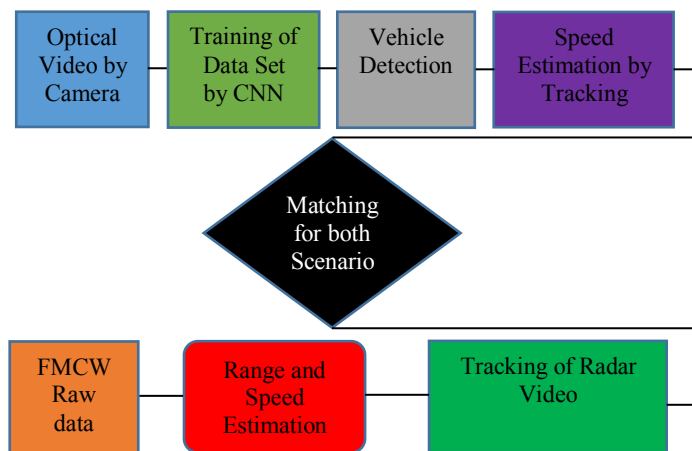 Optical
Video by
Camera
Training of
Data Set
by CNN
Vehicle
Detection
Speed
Estimation by
Tracking
Matching
for both
Scenario
FMCW
Raw
data
Range and
Speed
Estimation
Tracking of Radar
Video